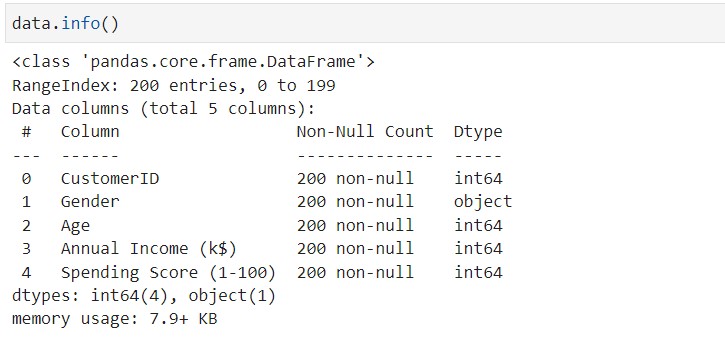 data.info()
<class 'pandas.core.frame.DataFrame'>
RangeIndex: 200 entries, 0 to 199
Data columns (total 5 columns):
 #   Column                  Non-Null Count  Dtype
---  ------                  --------------  -----
 0   CustomerID              200 non-null    int64
 1   Gender                  200 non-null    object
 2   Age                     200 non-null    int64
 3   Annual Income (k$)      200 non-null    int64
 4   Spending Score (1-100)  200 non-null    int64
dtypes: int64(4), object(1)
memory usage: 7.9+ KB